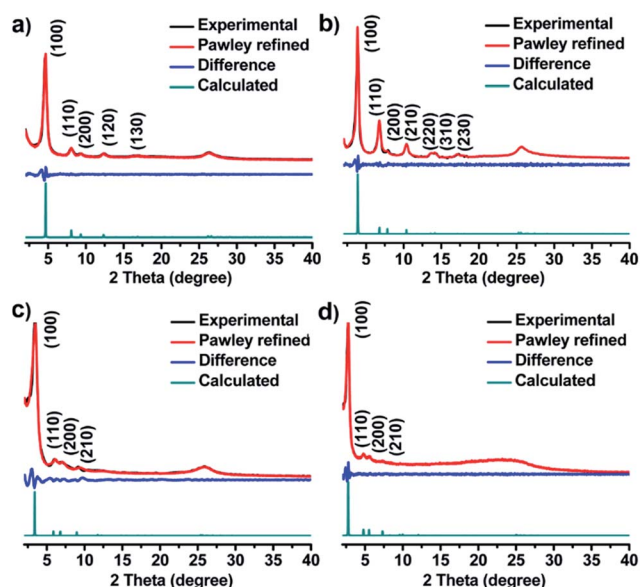 a)
Experimental
Pawley refined
Difference
Calculated
(100)
(110)
(200)
(120)
(130)
5 10 15 20 25 30 35 40
2 Theta (degree)
b)
Experimental
Pawley refined
Difference
Calculated
(100)
(110)
(200)
(210)
(220)
(310)
(230)
5 10 15 20 25 30 35 40
2 Theta (degree)
c)
Experimental
Pawley refined
Difference
Calculated
(100)
(110)
(200)
(210)
5 10 15 20 25 30 35 40
2 Theta (degree)
d)
Experimental
Pawley refined
Difference
Calculated
(100)
(110)
(200)
(210)
5 10 15 20 25 30 35 40
2 Theta (degree)